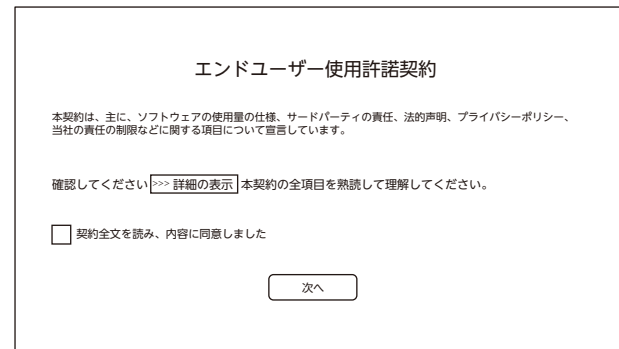 エンドユーザー使用許諾契約
本契約は、主に、ソフトウェアの使用量の仕様、サードパーティの責任、法的声明、プライバシーポリシー、
当社の責任の制限などに関する項目について宣言しています。
確認してください >>> 詳細の表示 本契約の全項目を熟読して理解してください。
契約全文を読み、内容に同意しました
次へ